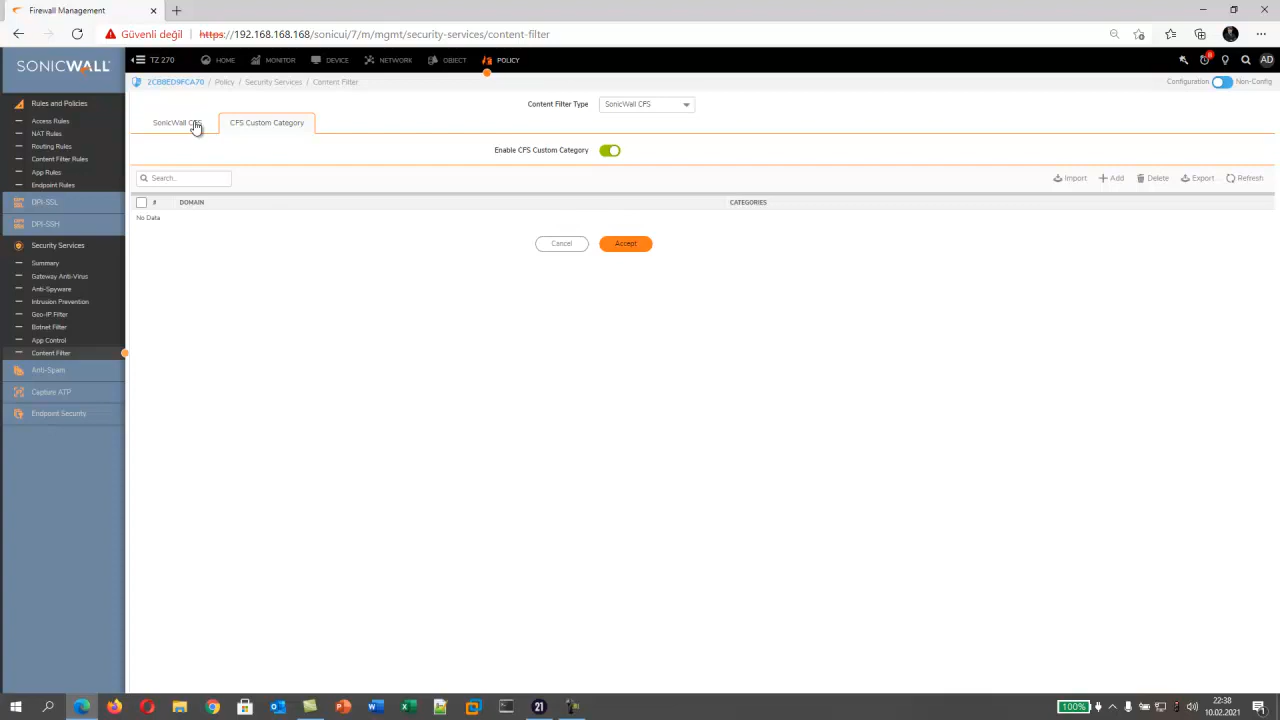 Firewall Management
Güvenli değil
https://192.168.168.168/sonicui/7/m/mgmt/security-services/content-filter
SONICWALL
TZ 270
HOME
MONITOR
DEVICE
NETWORK
OBJECT
POLICY
8
AD
2CB8ED9FCA70 / Policy / Security Services / Content Filter
Configuration
Non-Config
Content Filter Type
SonicWall CFS
SonicWall CFS
CFS Custom Category
Enable CFS Custom Category
Search...
Import
Add
Delete
Export
Refresh
#
DOMAIN
CATEGORIES
No Data
Cancel
Accept
Rules and Policies
Access Rules
NAT Rules
Routing Rules
Content Filter Rules
App Rules
Endpoint Rules
DPI-SSL
DPI-SSH
Security Services
Summary
Gateway Anti-Virus
Anti-Spyware
Intrusion Prevention
Geo-IP Filter
Botnet Filter
App Control
Content Filter
Anti-Spam
Capture ATP
Endpoint Security
21
100%
22:38
10.02.2021